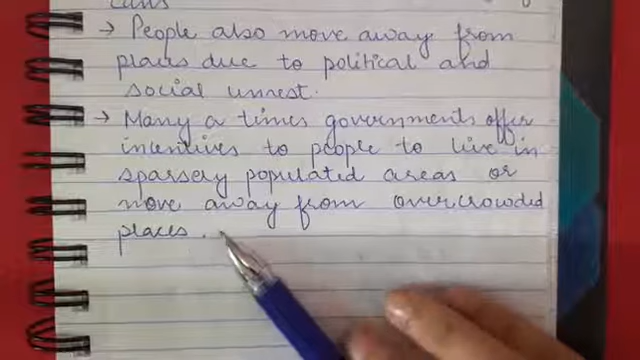 → People also move away from
places due to political and
social unrest.
→ Many a times governments offer
incentives to people to live in
sparsely populated areas or
move away from overcrowded
places.